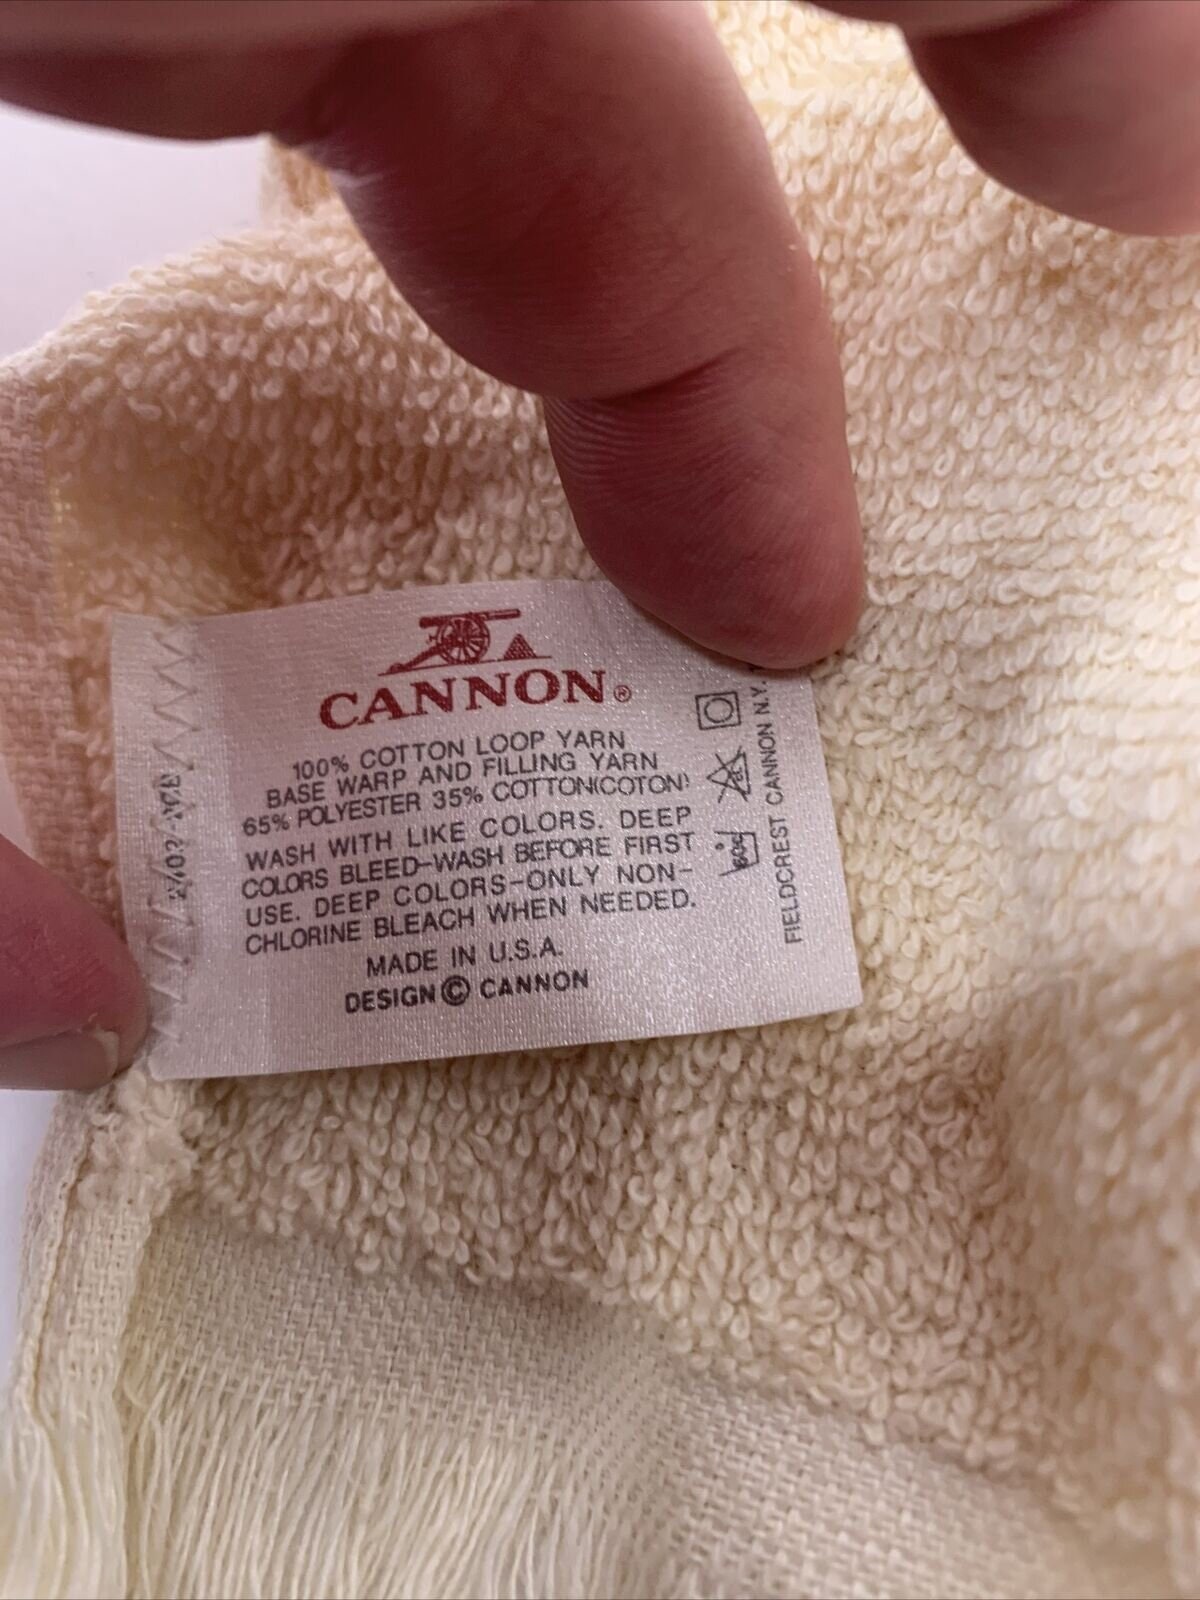 CANNON®
100% COTTON LOOP YARN
BASE WARP AND FILLING YARN
65% POLYESTER 35% COTTON(COTON)
WASH WITH LIKE COLORS. DEEP
COLORS BLEED-WASH BEFORE FIRST
USE. DEEP COLORS-ONLY NON-
CHLORINE BLEACH WHEN NEEDED.
MADE IN U.S.A.
DESIGN © CANNON
FIELDCREST CANNON N.Y.